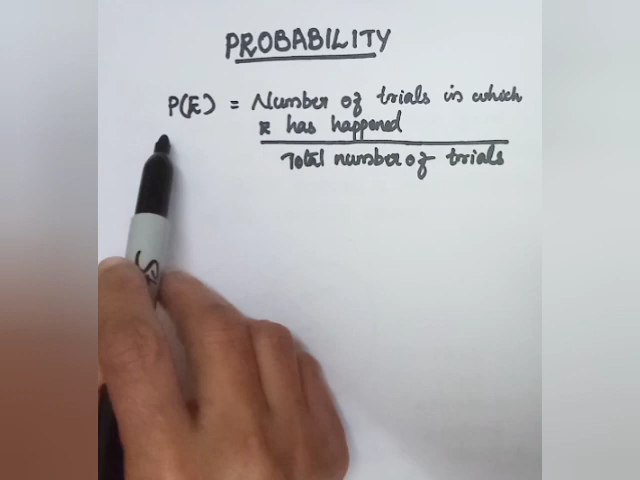 PROBABILITY
P(E) = Number of trials in which
E has happened
Total number of trials